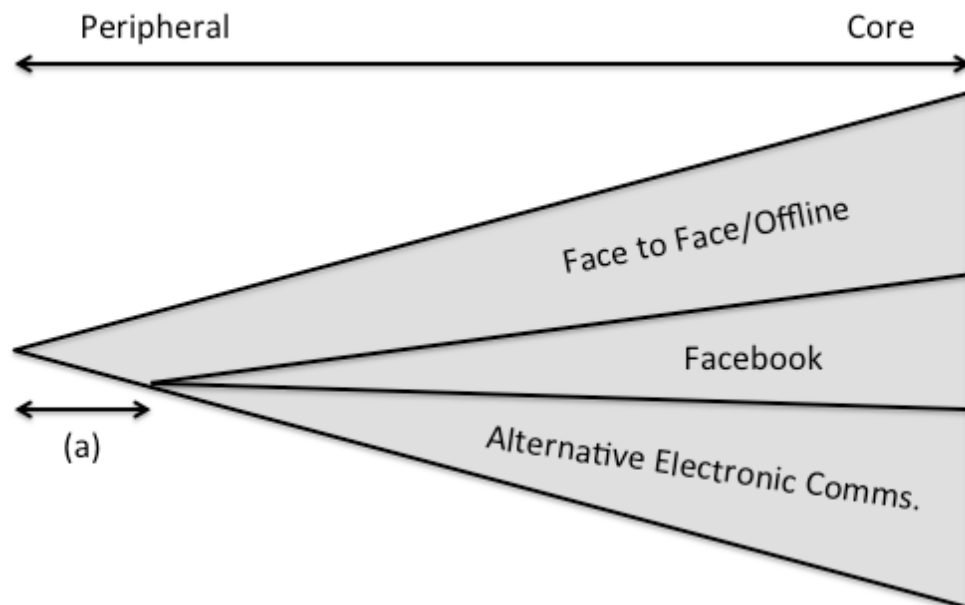 Peripheral
Core
Face to Face/Offline
Facebook
(a)
Alternative Electronic Comms.